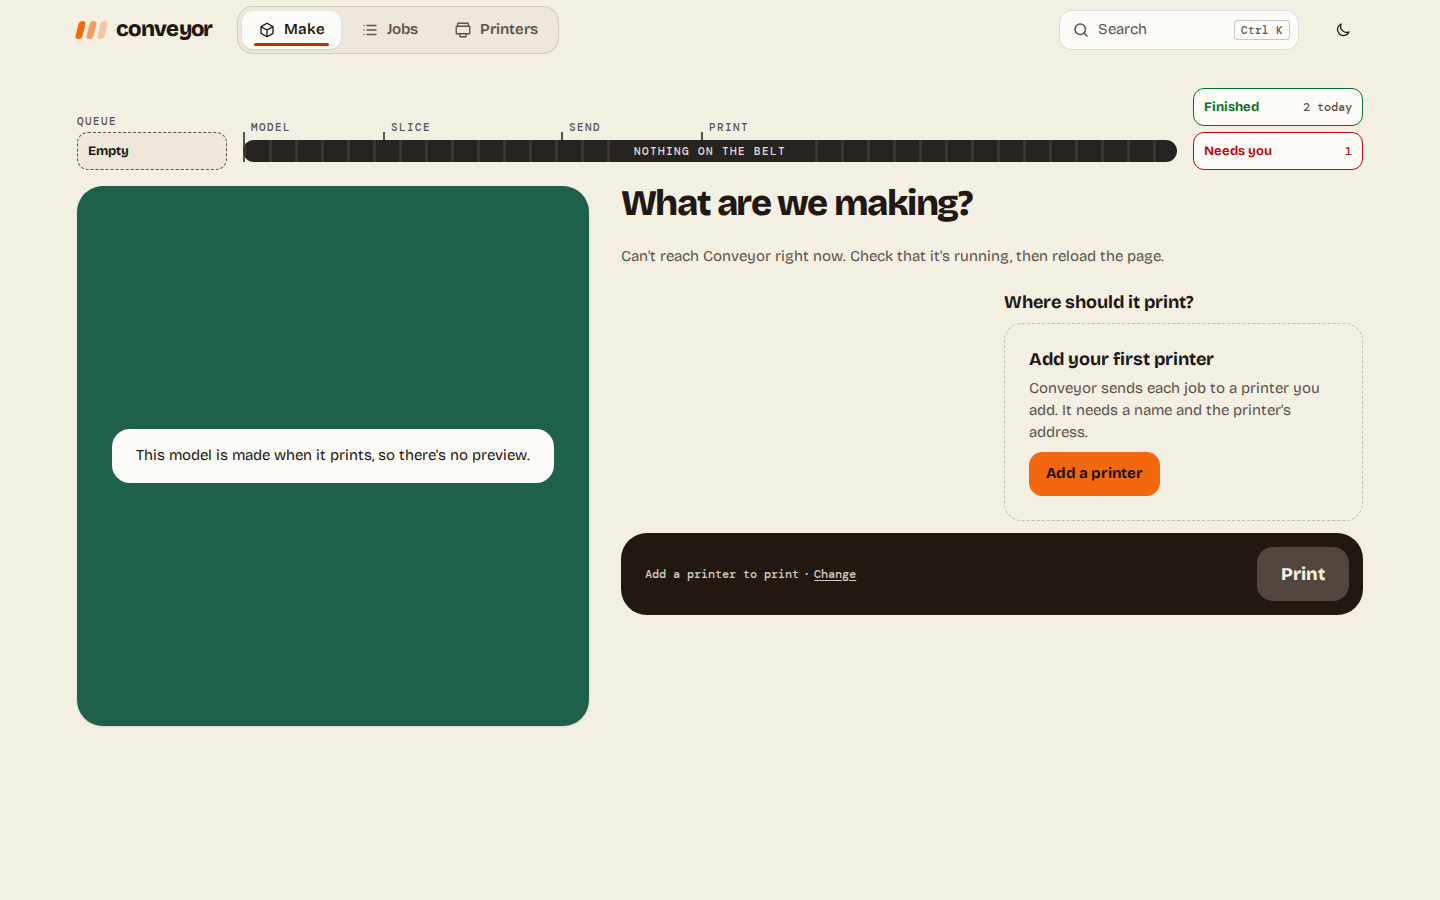 conveyor
Make
Jobs
Printers
Search
Ctrl K
QUEUE
Empty
MODEL
SLICE
SEND
PRINT
NOTHING ON THE BELT
Finished 2 today
Needs you 1
This model is made when it prints, so there's no preview.
What are we making?
Can't reach Conveyor right now. Check that it's running, then reload the page.
Where should it print?
Add your first printer
Conveyor sends each job to a printer you
add. It needs a name and the printer's
address.
Add a printer
Add a printer to print · Change
Print